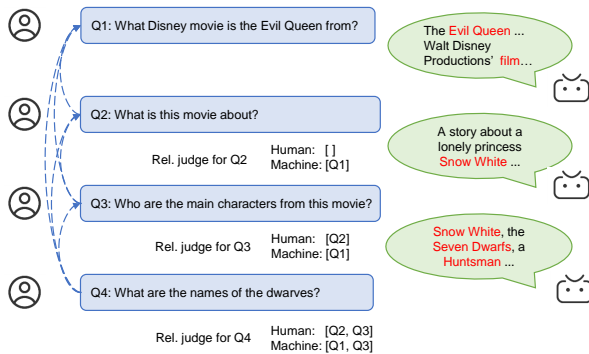 Q1: What Disney movie is the Evil Queen from?
The Evil Queen ...
Walt Disney
Productions' film...
Q2: What is this movie about?
Rel. judge for Q2
Human: [ ]
Machine: [Q1]
A story about a
lonely princess
Snow White ...
Q3: Who are the main characters from this movie?
Rel. judge for Q3
Human: [Q2]
Machine: [Q1]
Snow White, the
Seven Dwarfs, a
Huntsman ...
Q4: What are the names of the dwarves?
Rel. judge for Q4
Human: [Q2, Q3]
Machine: [Q1, Q3]